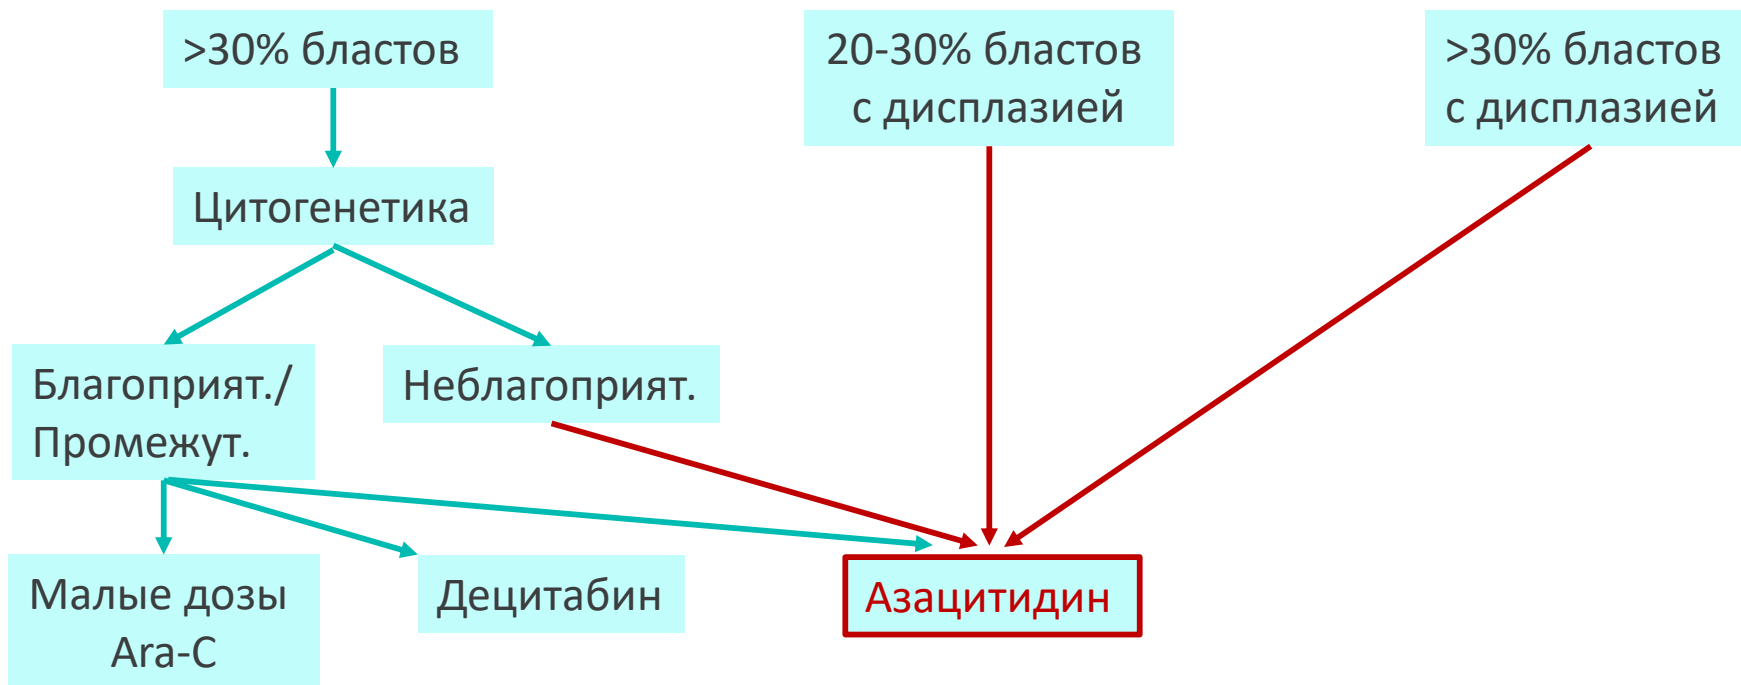 >30% бластов
20-30% бластов
с дисплазией
>30% бластов
с дисплазией
Цитогенетика
Благоприят./
Промежут.
Неблагоприят.
Малые дозы
Ara-C
Децитабин
Азацитидин